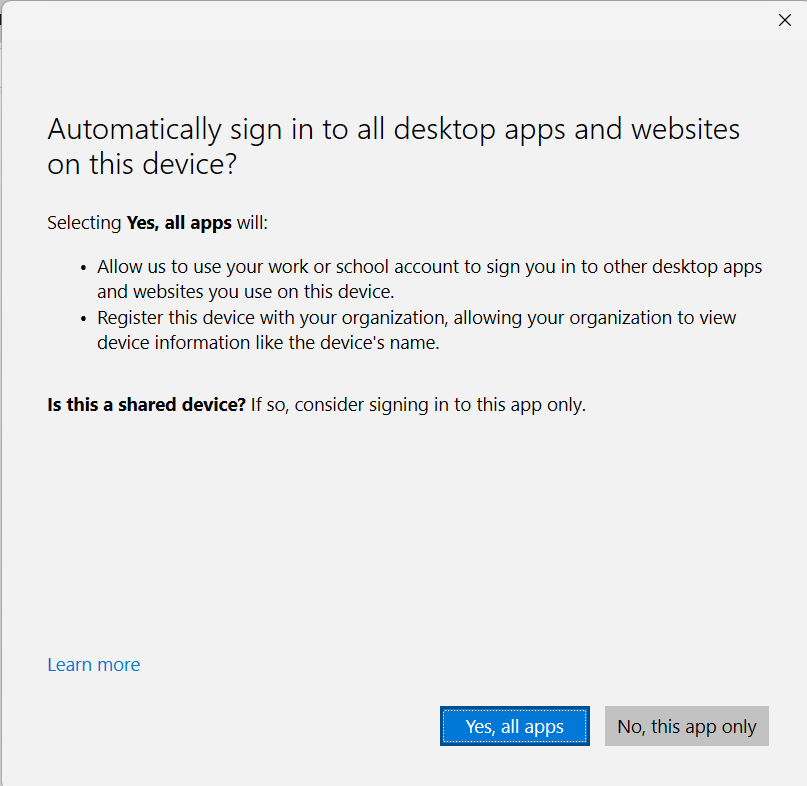 Automatically sign in to all desktop apps and websites
on this device?
Selecting Yes, all apps will:
• Allow us to use your work or school account to sign you in to other desktop apps
and websites you use on this device.
• Register this device with your organization, allowing your organization to view
device information like the device's name.
Is this a shared device? If so, consider signing in to this app only.
Learn more
Yes, all apps
No, this app only